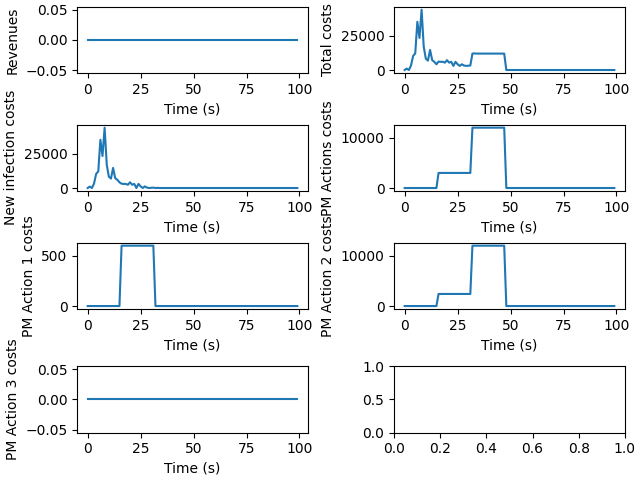 Revenues
0.05
0.00
−0.05
0 25 50 75 100
Time (s)
Total costs
25000
0
0 25 50 75 100
Time (s)
New infection costs
25000
0
0 25 50 75 100
Time (s)
PM Actions costs
10000
0
0 25 50 75 100
Time (s)
PM Action 1 costs
500
0
0 25 50 75 100
Time (s)
PM Action 2 costs
10000
0
0 25 50 75 100
Time (s)
PM Action 3 costs
0.05
0.00
−0.05
0 25 50 75 100
Time (s)
1.0
0.5
0.0
0.0 0.2 0.4 0.6 0.8 1.0